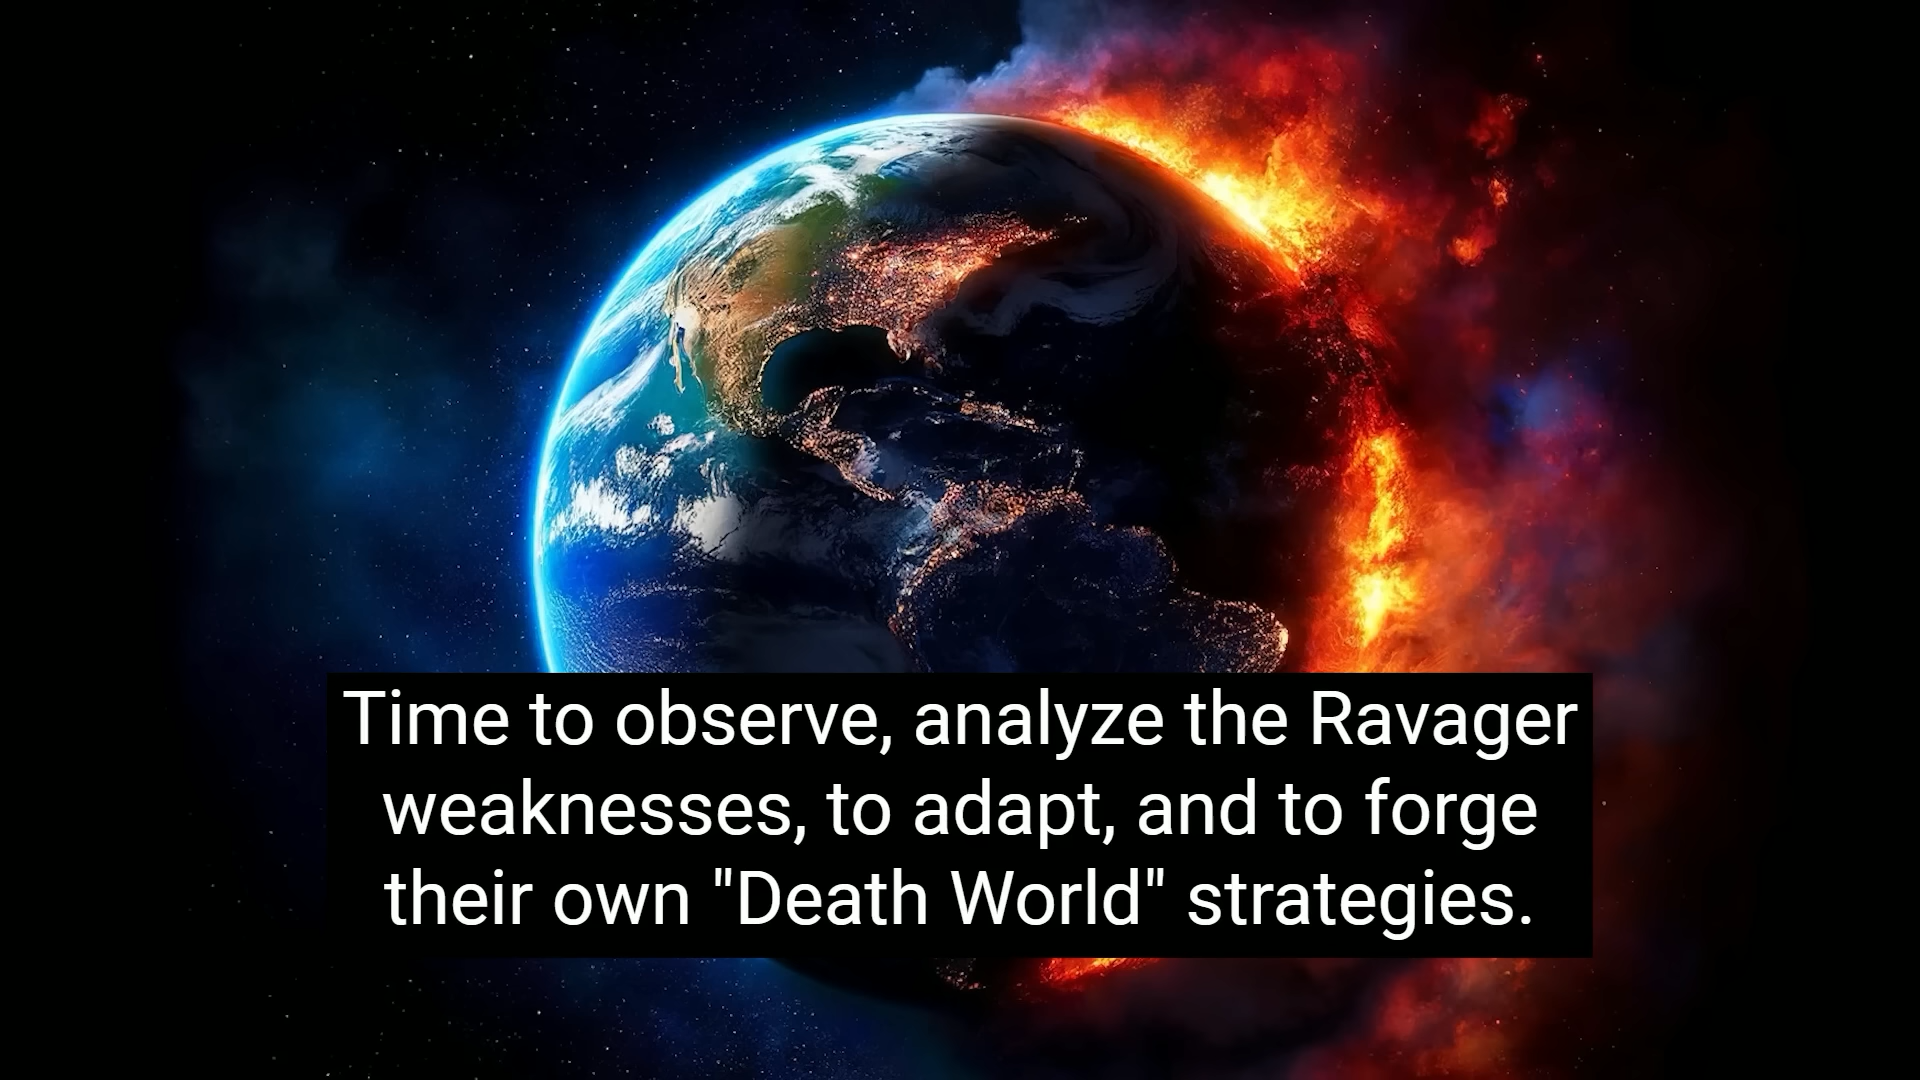 Time to observe, analyze the Ravager
weaknesses, to adapt, and to forge
their own "Death World" strategies.